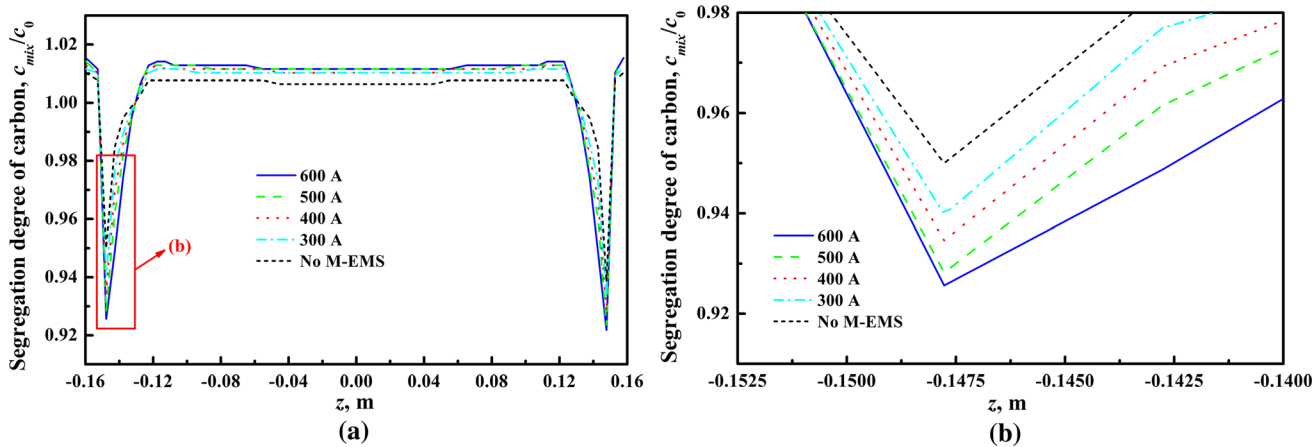 Segregation degree of carbon, c_mix/c_0
1.02
1.00
0.98
0.96
0.94
0.92
600 A
500 A
400 A
300 A
No M-EMS
(b)
-0.16 -0.12 -0.08 -0.04 0.00 0.04 0.08 0.12 0.16
z, m
(a)
Segregation degree of carbon, c_mix/c_0
0.98
0.96
0.94
0.92
600 A
500 A
400 A
300 A
No M-EMS
-0.1525 -0.1500 -0.1475 -0.1450 -0.1425 -0.1400
z, m
(b)